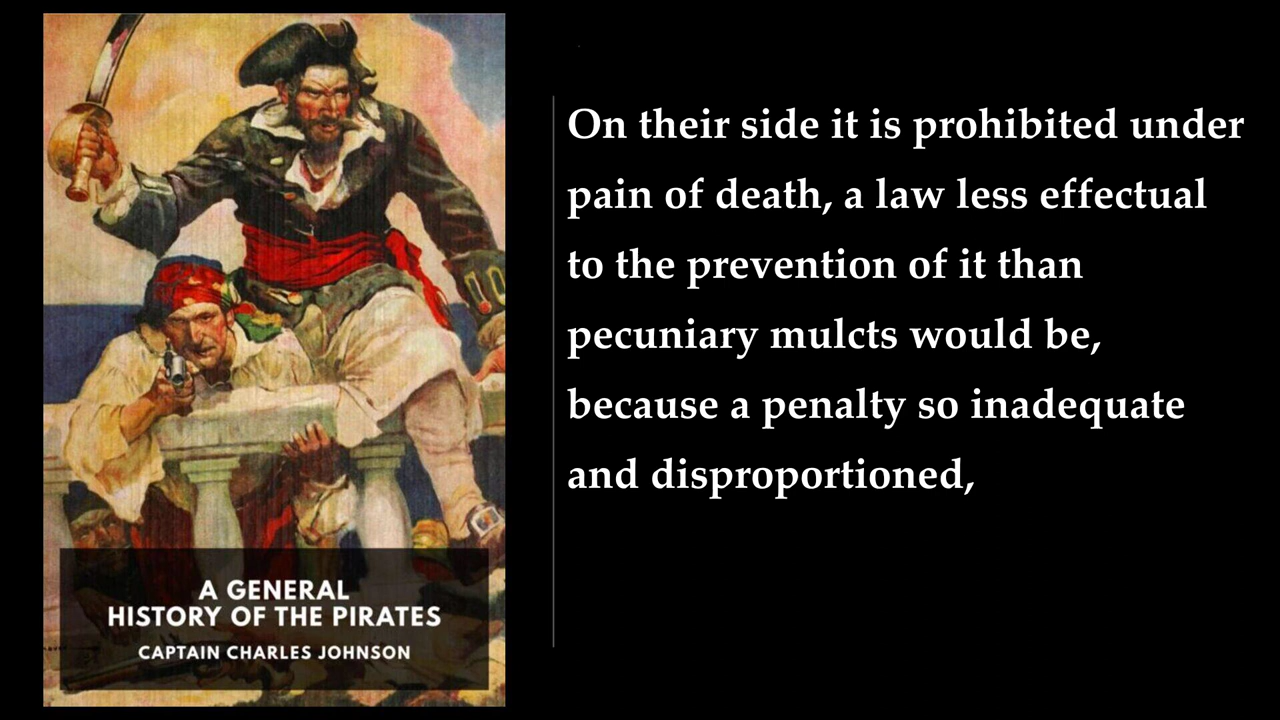 On their side it is prohibited under
pain of death, a law less effectual
to the prevention of it than
pecuniary mulcts would be,
because a penalty so inadequate
and disproportioned,
A GENERAL
HISTORY OF THE PIRATES
CAPTAIN CHARLES JOHNSON